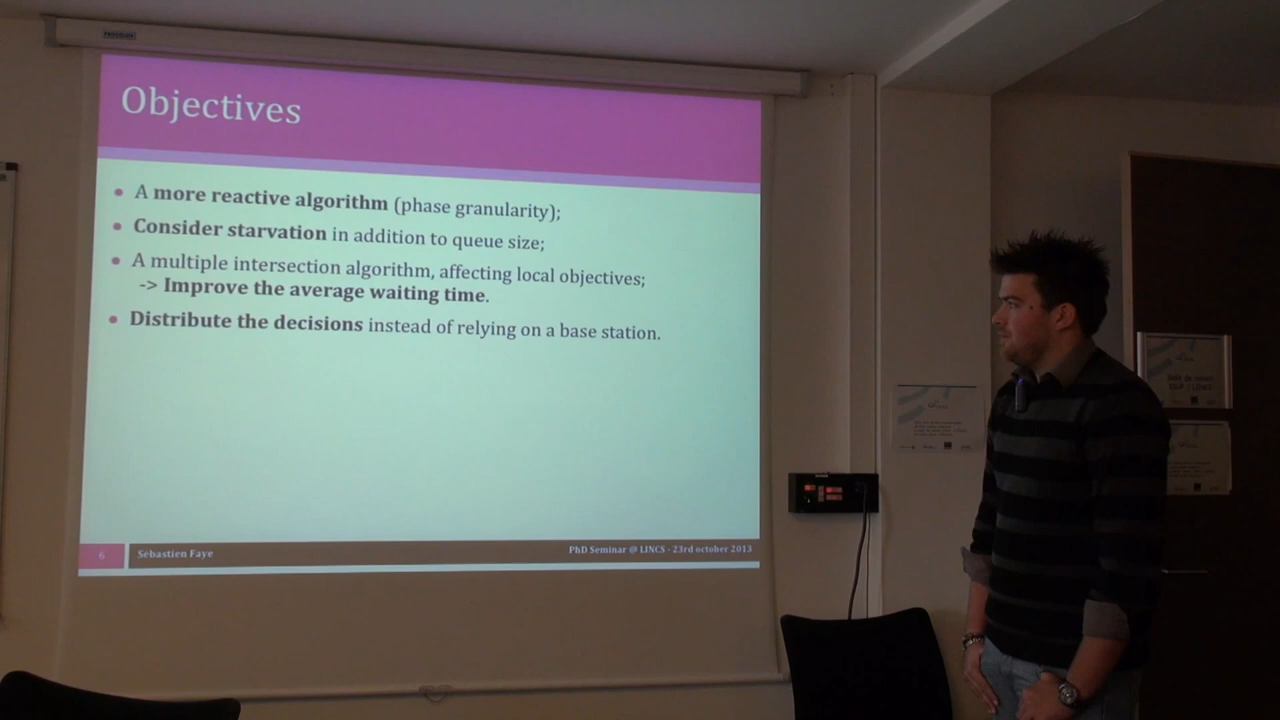 Objectives
• A more reactive algorithm (phase granularity);
• Consider starvation in addition to queue size;
• A multiple intersection algorithm, affecting local objectives;
-> Improve the average waiting time.
• Distribute the decisions instead of relying on a base station.
6 Sébastien Faye PhD Seminar @ LINCS - 23rd october 2013